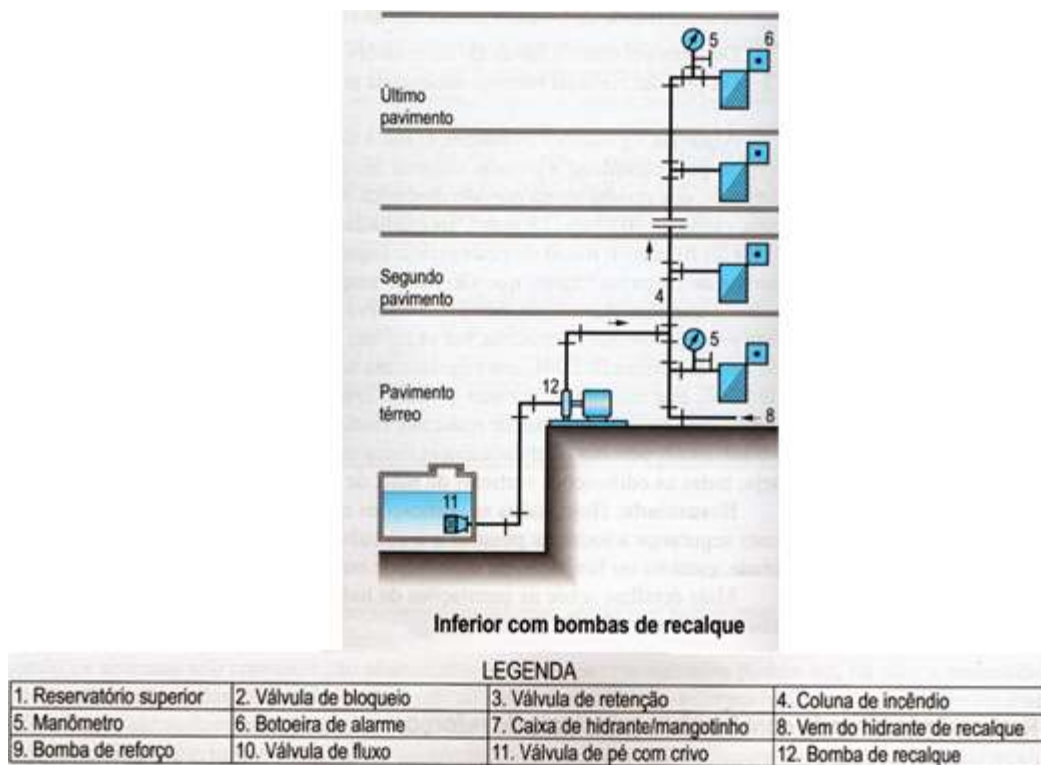 5
6
Último
pavimento
Segundo
pavimento
4
5
12
Pavimento
térreo
8
11
Inferior com bombas de recalque
LEGENDA
1. Reservatório superior 2. Válvula de bloqueio 3. Válvula de retenção 4. Coluna de incêndio
5. Manômetro 6. Botoeira de alarme 7. Caixa de hidrante/mangotinho 8. Vem do hidrante de recalque
9. Bomba de reforço 10. Válvula de fluxo 11. Válvula de pé com crivo 12. Bomba de recalque